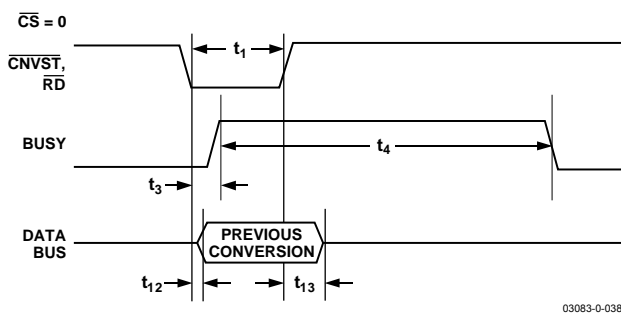 CS = 0
t1
CNVST,
RD
BUSY
t4
t3
DATA
BUS
PREVIOUS
CONVERSION
t12
t13
03083-0-038